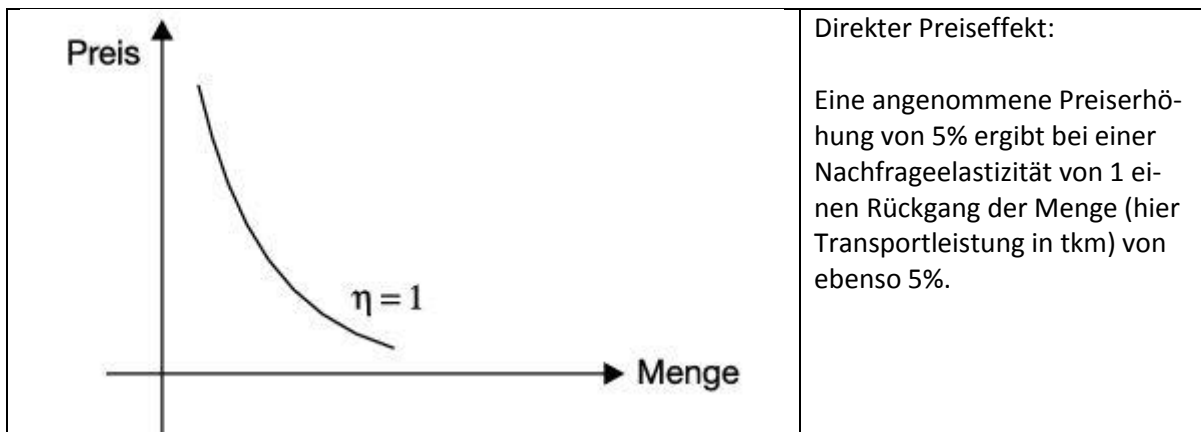 Preis
η = 1
Menge
Direkter Preiseffekt:
Eine angenommene Preiserhö-
hung von 5% ergibt bei einer
Nachfrageelastizität von 1 ei-
nen Rückgang der Menge (hier
Transportleistung in tkm) von
ebenso 5%.